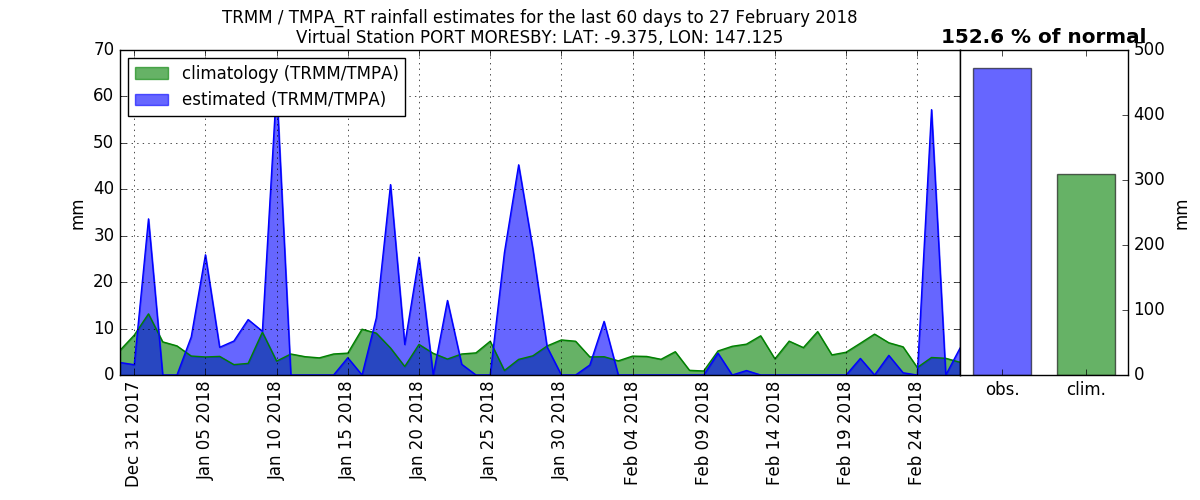 TRMM / TMPA_RT rainfall estimates for the last 60 days to 27 February 2018
Virtual Station PORT MORESBY: LAT: -9.375, LON: 147.125
152.6 % of normal
climatology (TRMM/TMPA)
estimated (TRMM/TMPA)
70
60
50
40
30
20
10
0
mm
Dec 31 2017
Jan 05 2018
Jan 10 2018
Jan 15 2018
Jan 20 2018
Jan 25 2018
Jan 30 2018
Feb 04 2018
Feb 09 2018
Feb 14 2018
Feb 19 2018
Feb 24 2018
500
400
300
200
100
0
mm
obs.
clim.